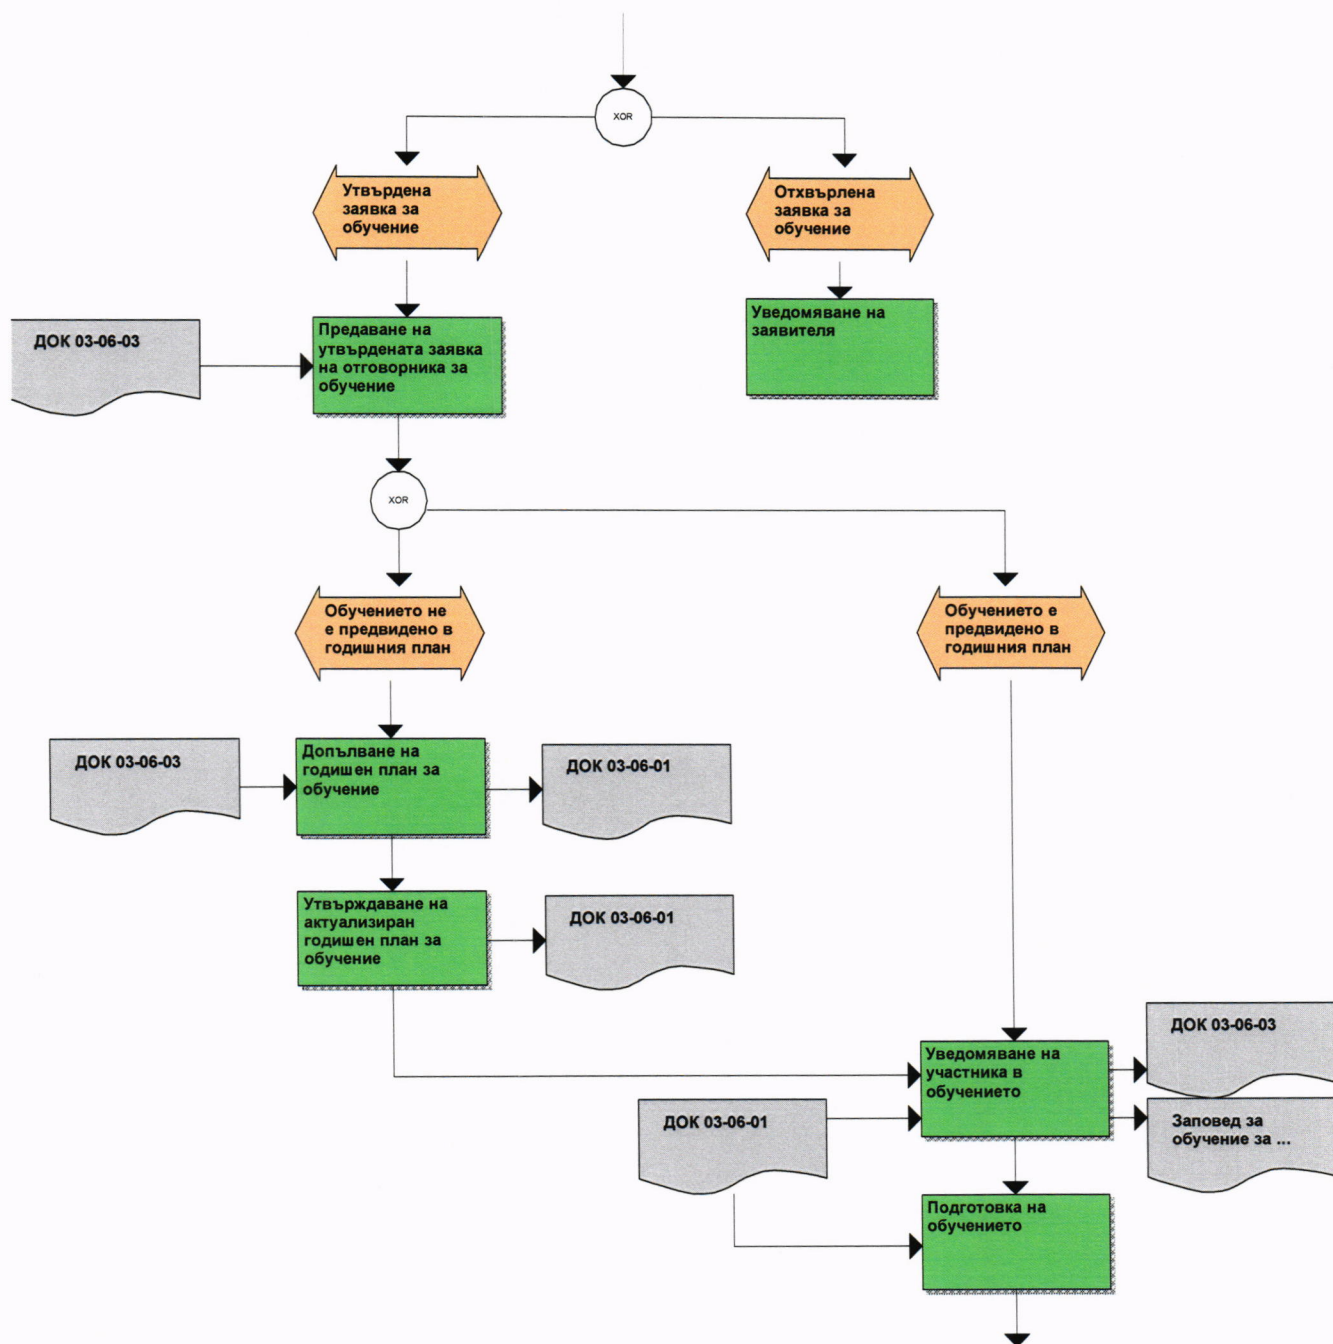 XOR
Утвърдена
заявка за
обучение
Отхвърлена
заявка за
обучение
ДОК 03-06-03
Предаване на
утвърдената заявка
на отговорника за
обучение
Уведомяване на
заявителя
XOR
Обучението не
е предвидено в
годишния план
Обучението е
предвидено в
годишния план
ДОК 03-06-03
Допълване на
годишен план за
обучение
ДОК 03-06-01
Утвърждаване на
актуализиран
годишен план за
обучение
ДОК 03-06-01
Уведомяване на
участника в
обучението
ДОК 03-06-03
ДОК 03-06-01
Заповед за
обучение за ...
Подготовка на
обучението